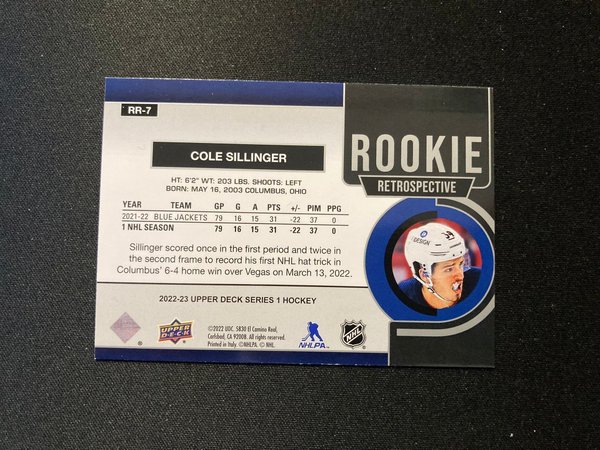 RR-7
ROOKIE
RETROSPECTIVE
COLE SILLINGER
HT: 6'2" WT: 203 LBS. SHOOTS: LEFT
BORN: MAY 16, 2003 COLUMBUS, OHIO
YEAR TEAM GP G A PTS +/- PIM PPG
2021-22 BLUE JACKETS 79 16 15 31 -22 37 0
1 NHL SEASON 79 16 15 31 -22 37 0
Sillinger scored once in the first period and twice in
the second frame to record his first NHL hat trick in
Columbus' 6-4 home win over Vegas on March 13, 2022.
2022-23 UPPER DECK SERIES 1 HOCKEY
©2022 UDC. 5830 El Camino Real,
Carlsbad, CA 92008. All rights reserved.
Printed in Italy. ©NHLPA. © NHL.
UPPER DECK
NHLPA
NHL
DESIGN